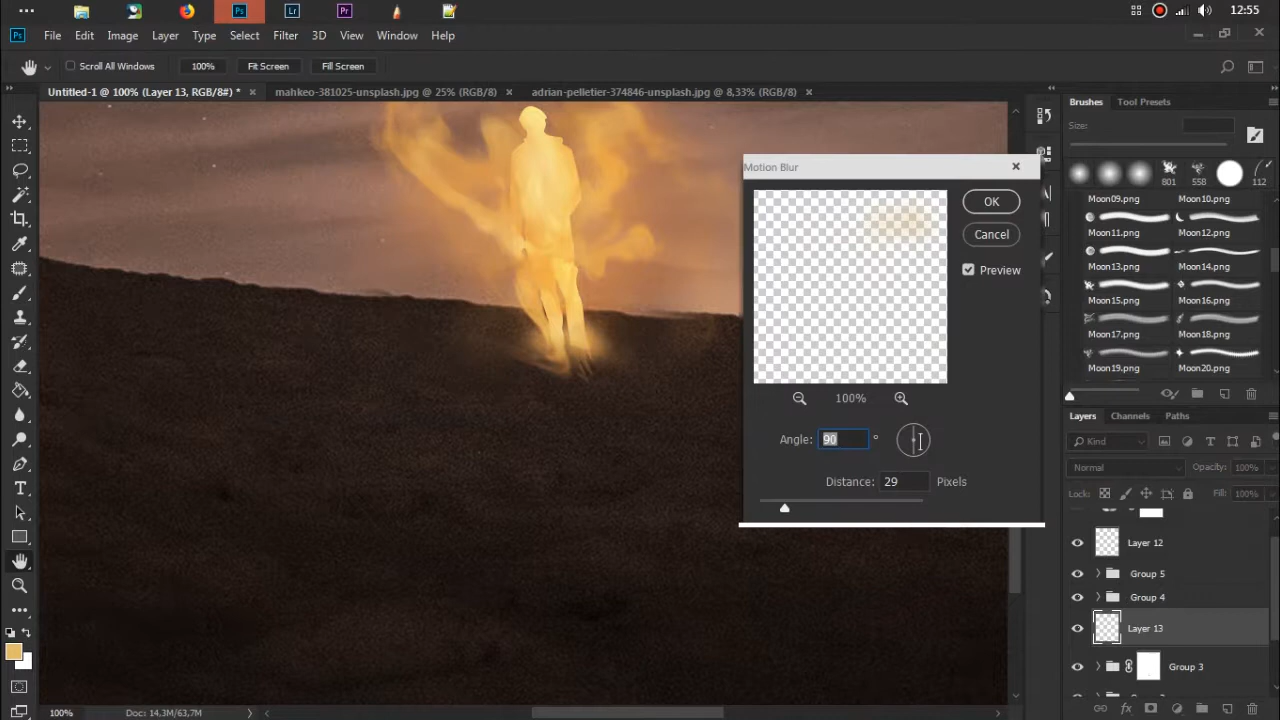 12:55
File Edit Image Layer Type Select Filter 3D View Window Help
Scroll All Windows 100% Fit Screen Fill Screen
Untitled-1 @ 100% (Layer 13, RGB/8#) * mahkeo-381025-unsplash.jpg @ 25% (RGB/8) adrian-pelletier-374846-unsplash.jpg @ 8,33% (RGB/8)
Brushes Tool Presets
Size:
801 558 112
Moon09.png Moon10.png
Moon11.png Moon12.png
Moon13.png Moon14.png
Moon15.png Moon16.png
Moon17.png Moon18.png
Moon19.png Moon20.png
Motion Blur
OK
Cancel
Preview
100%
Angle: 90 °
Distance: 29 Pixels
Layers Channels Paths
Kind
Normal Opacity: 100%
Lock: Fill: 100%
Layer 12
Group 5
Group 4
Layer 13
Group 3
100% Doc: 14,3M/63,7M